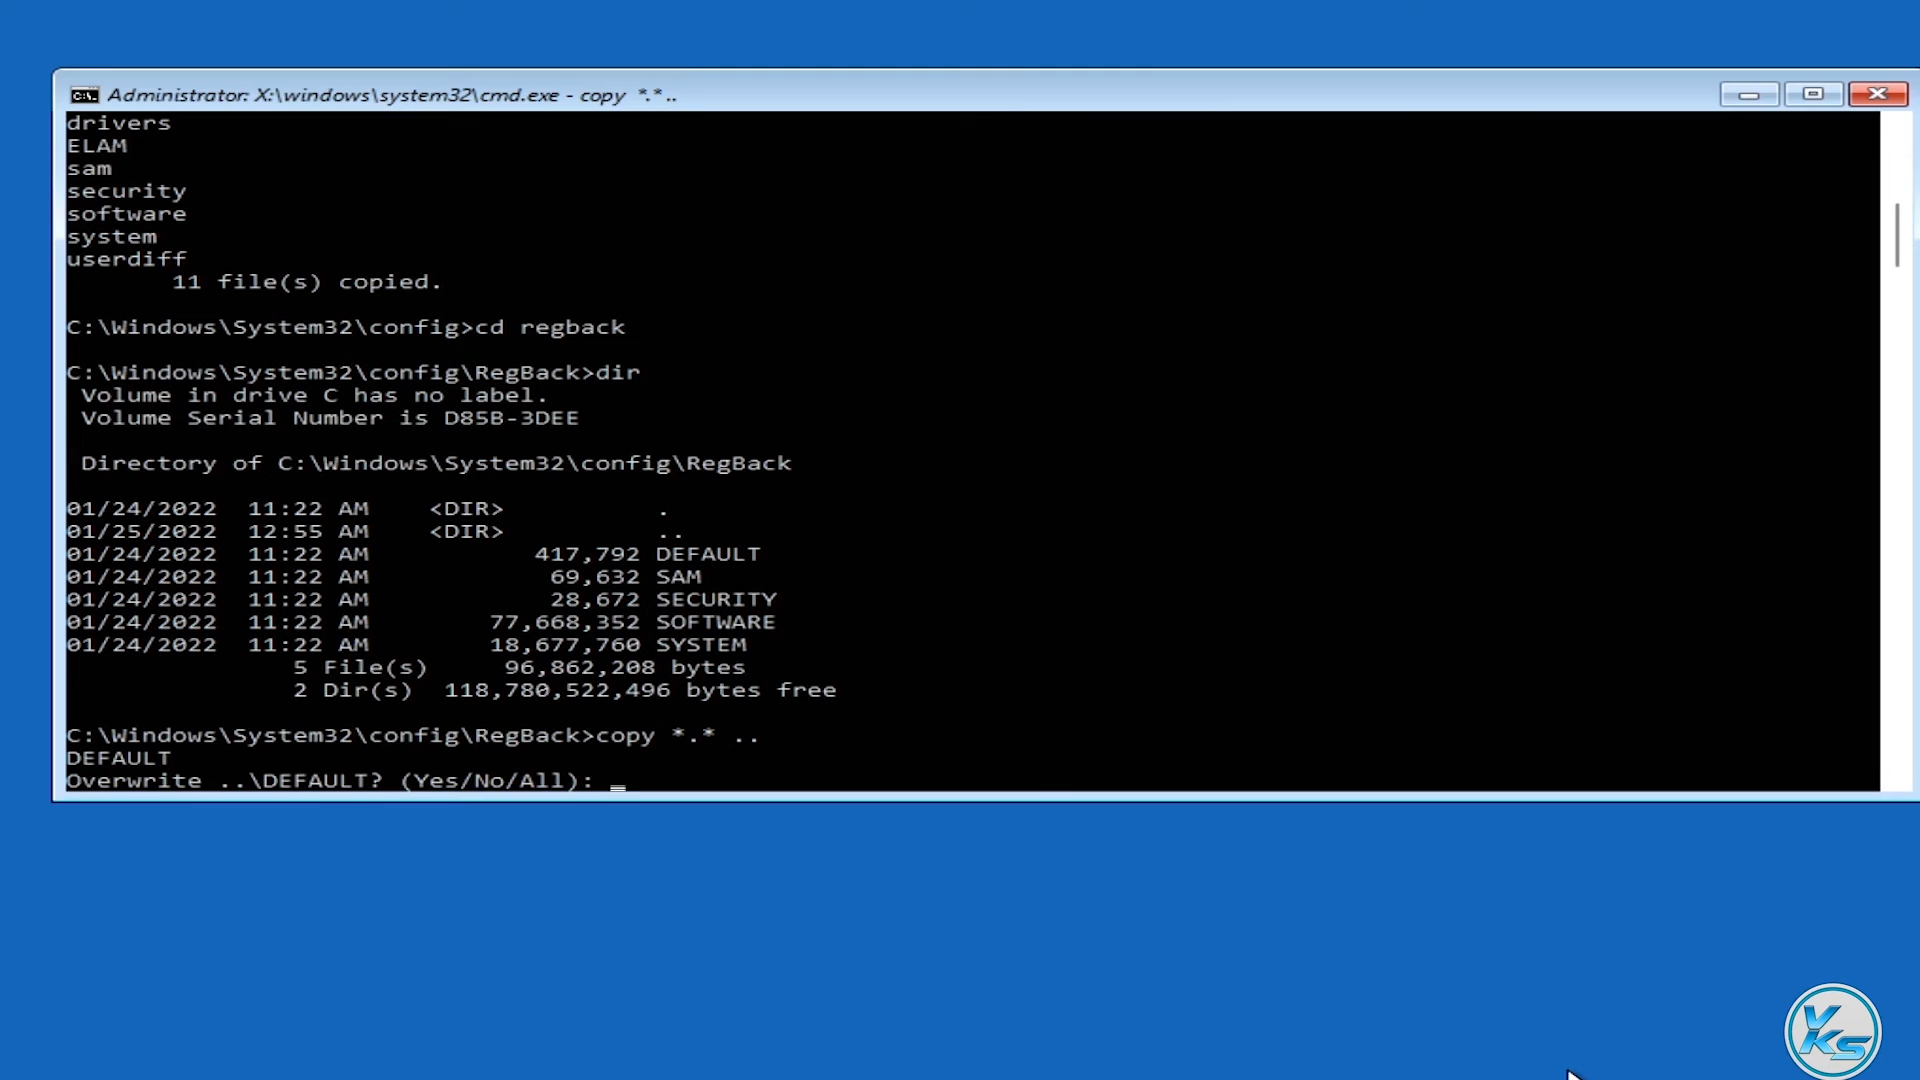 Administrator: X:\windows\system32\cmd.exe - copy *.* ..
drivers
ELAM
sam
security
software
system
userdiff
11 file(s) copied.
C:\Windows\System32\config>cd regback
C:\Windows\System32\config\RegBack>dir
Volume in drive C has no label.
Volume Serial Number is D85B-3DEE
Directory of C:\Windows\System32\config\RegBack
01/24/2022 11:22 AM <DIR> .
01/25/2022 12:55 AM <DIR> ..
01/24/2022 11:22 AM 417,792 DEFAULT
01/24/2022 11:22 AM 69,632 SAM
01/24/2022 11:22 AM 28,672 SECURITY
01/24/2022 11:22 AM 77,668,352 SOFTWARE
01/24/2022 11:22 AM 18,677,760 SYSTEM
5 File(s) 96,862,208 bytes
2 Dir(s) 118,780,522,496 bytes free
C:\Windows\System32\config\RegBack>copy *.* ..
DEFAULT
Overwrite ..\DEFAULT? (Yes/No/All): _
VKS